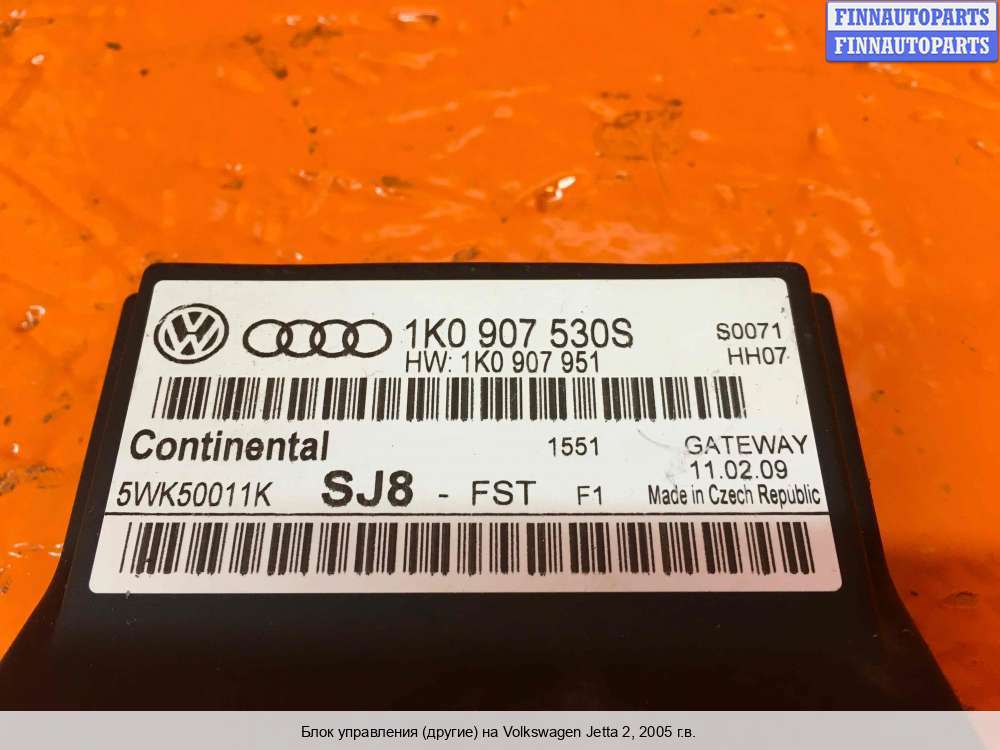 FINNAUTOPARTS
FINNAUTOPARTS
1K0 907 530S S0071
HW: 1K0 907 951 HH07
Continental 1551 GATEWAY
11.02.09
5WK50011K SJ8 - FST F1 Made in Czech Republic
Блок управления (другие) на Volkswagen Jetta 2, 2005 г.в.